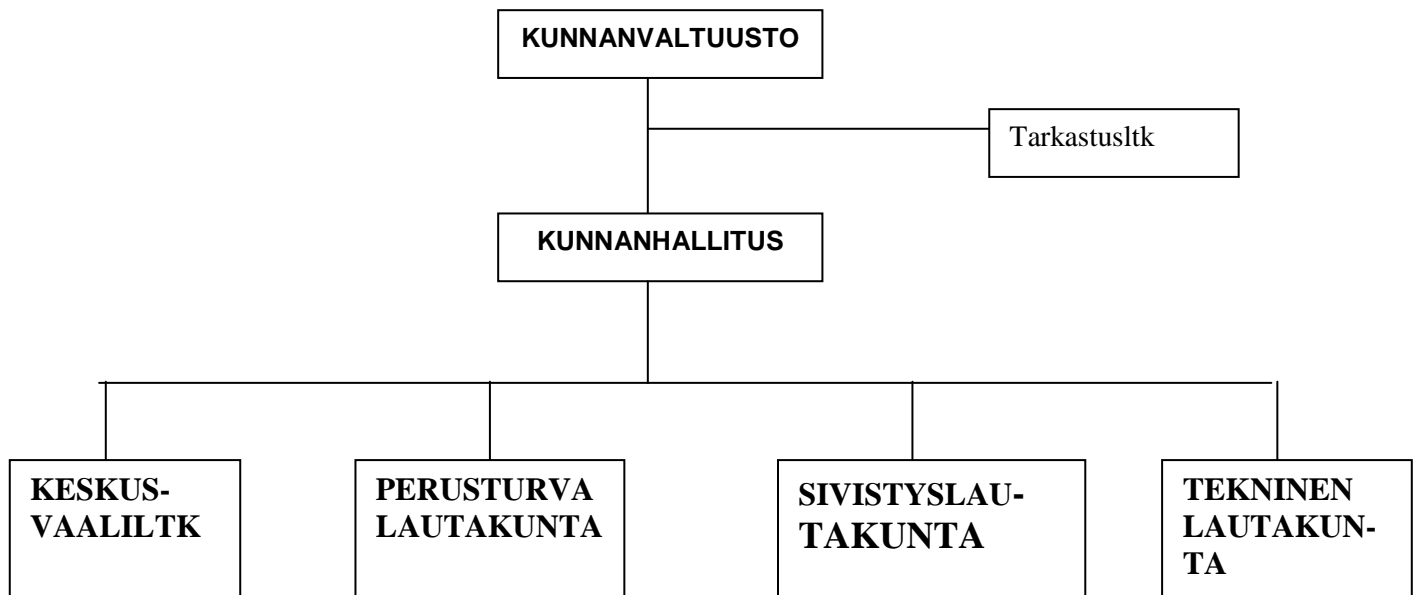 KUNNANVALTUUSTO
Tarkastusltk
KUNNANHALLITUS
KESKUS-
VAALILTK
PERUSTURVA
LAUTAKUNTA
SIVISTYSLAU-
TAKUNTA
TEKNINEN
LAUTAKUN-
TA